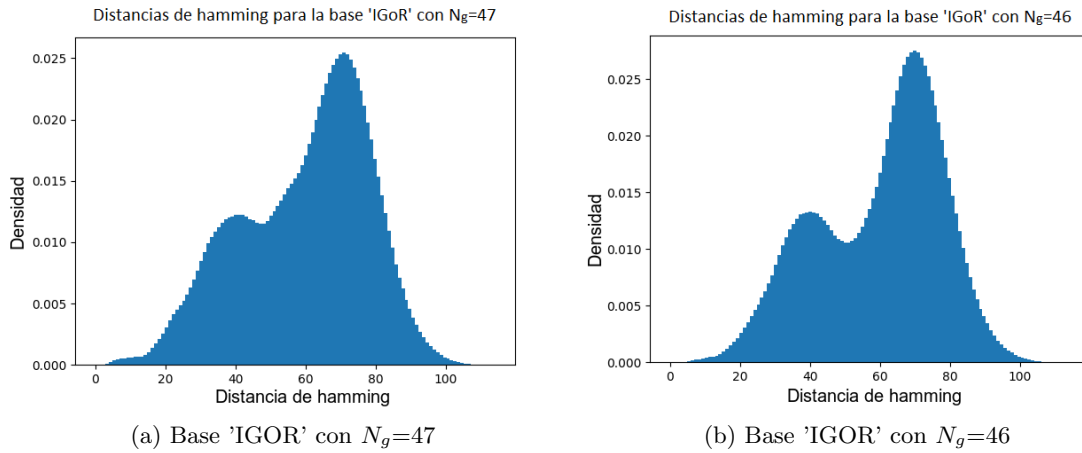 Distancias de hamming para la base 'IGoR' con Ng=47
Densidad
0.025
0.020
0.015
0.010
0.005
0.000
0 20 40 60 80 100
Distancia de hamming
(a) Base 'IGOR' con Ng=47
Distancias de hamming para la base 'IGoR' con Ng=46
Densidad
0.025
0.020
0.015
0.010
0.005
0.000
0 20 40 60 80 100
Distancia de hamming
(b) Base 'IGOR' con Ng=46